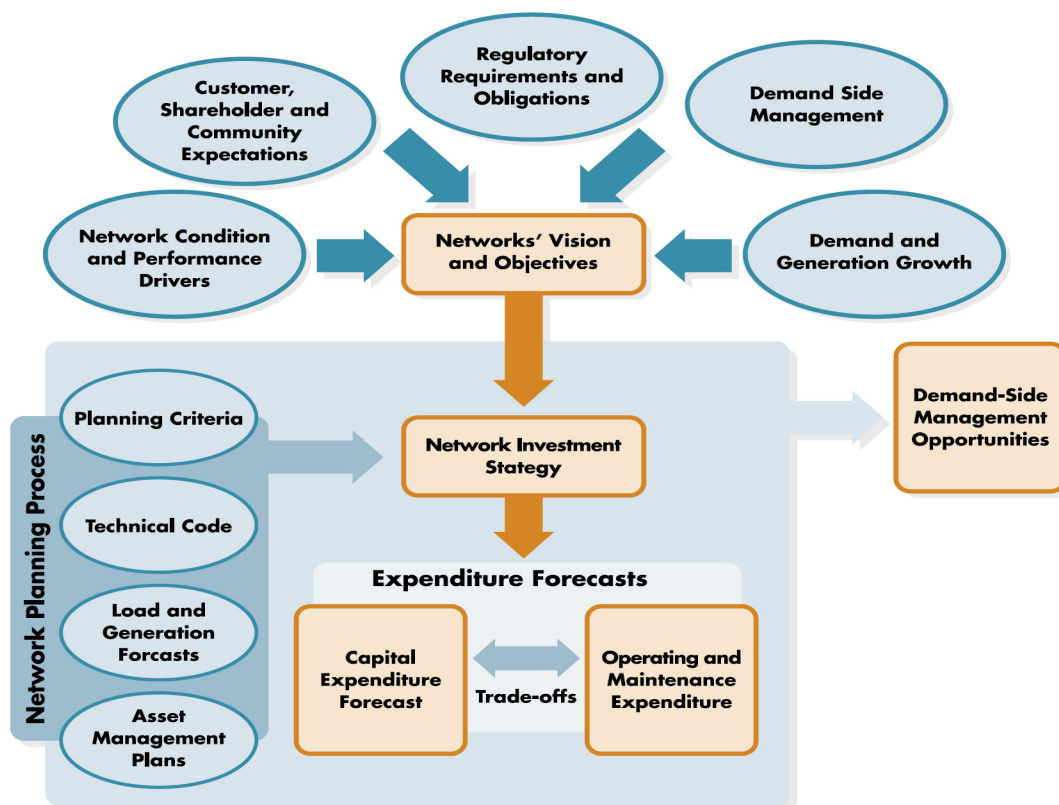 Regulatory
Requirements and
Obligations
Customer,
Shareholder and
Community
Expectations
Demand Side
Management
Network Condition
and Performance
Drivers
Networks' Vision
and Objectives
Demand and
Generation Growth
Network Planning Process
Planning Criteria
Technical Code
Load and
Generation
Forcasts
Asset
Management
Plans
Network Investment
Stategy
Demand-Side
Management
Opportunities
Expenditure Forecasts
Capital
Expenditure
Forecast
Trade-offs
Operating and
Maintenance
Expenditure